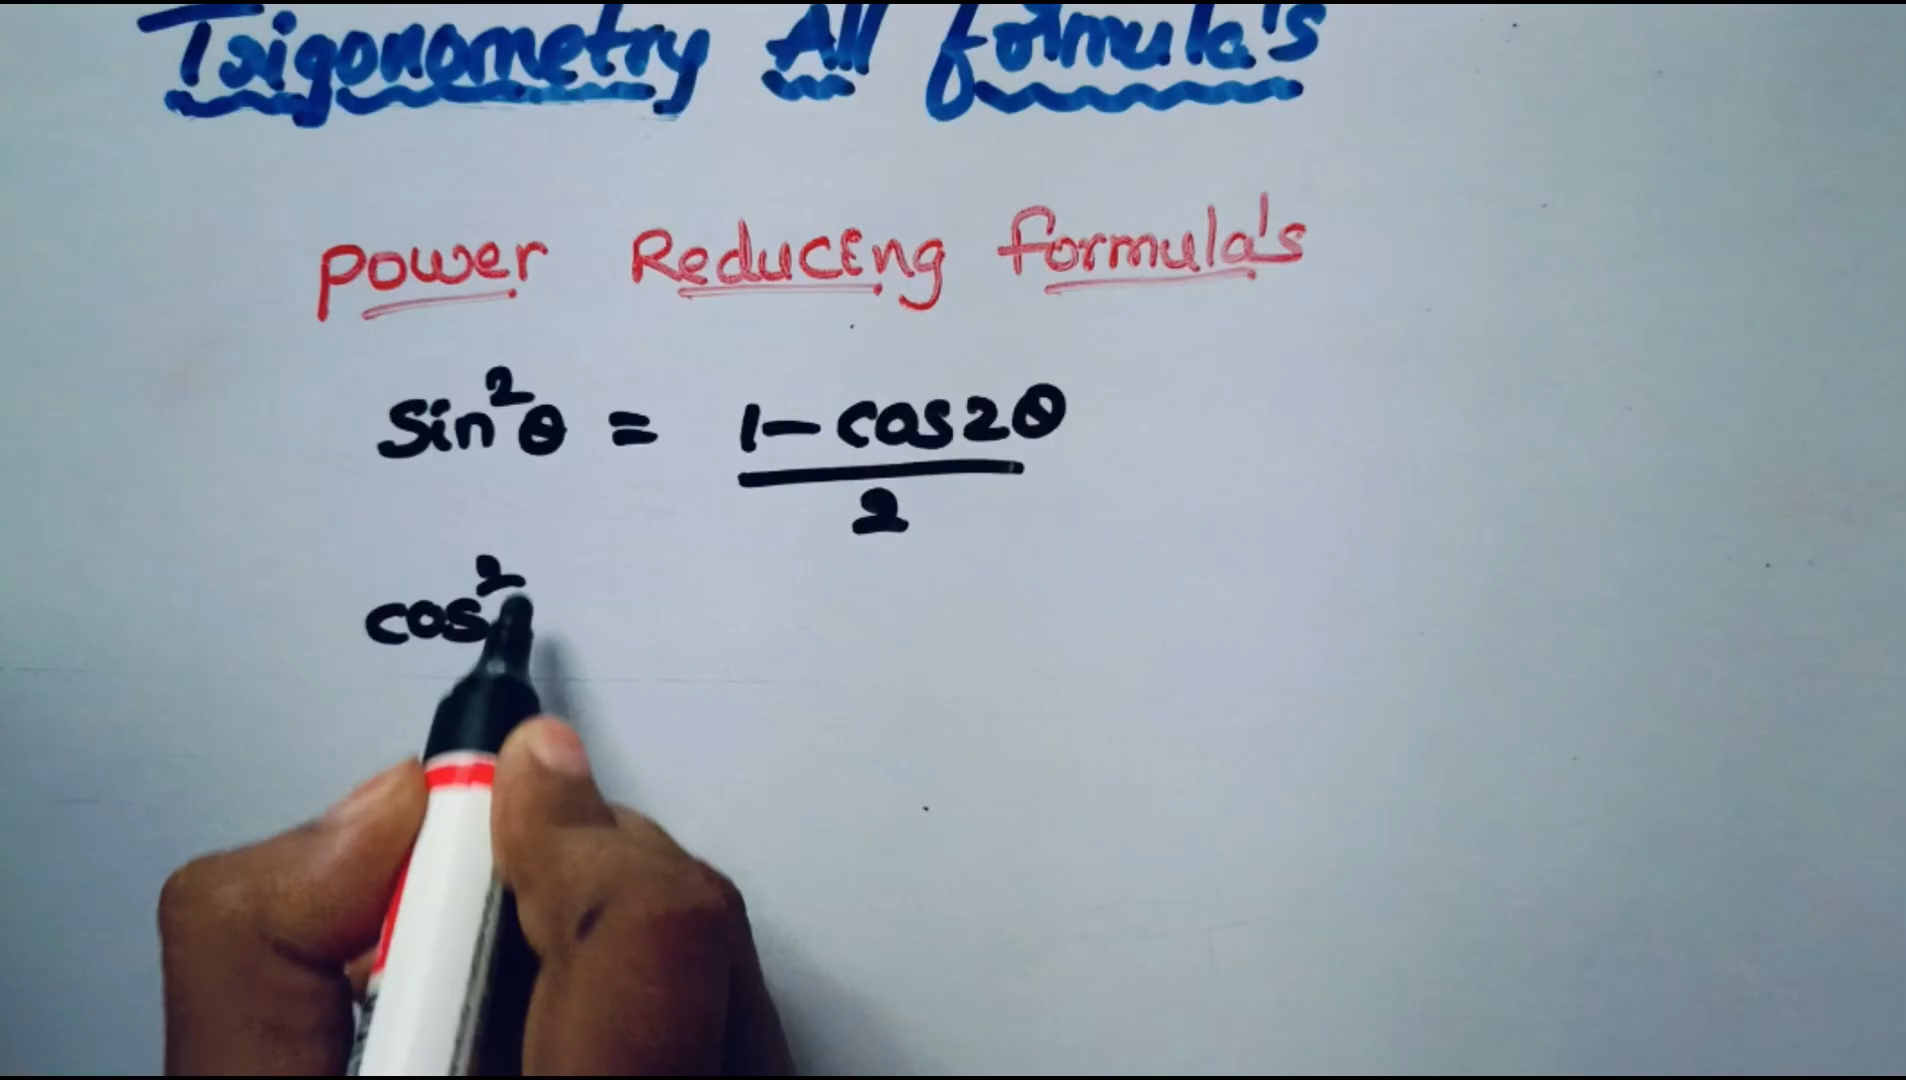 Trigonometry All formula's
Power Reducing formula's
Sin²θ = 1 - cos2θ
2
cos²